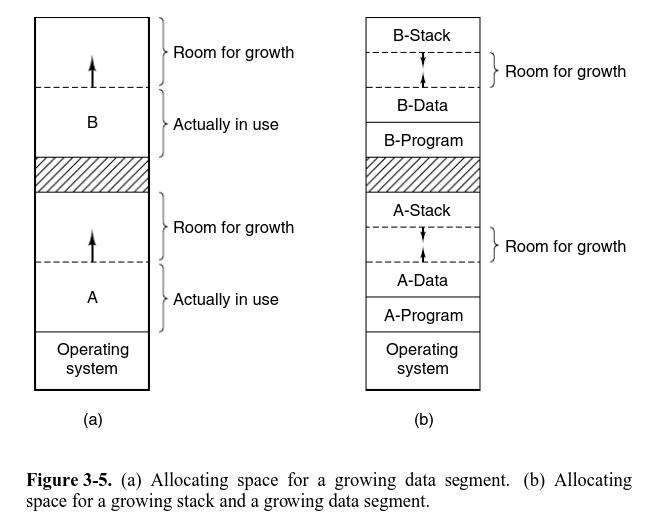 Room for growth
B
Actually in use
Room for growth
A
Actually in use
Operating
system
(a)
B-Stack
Room for growth
B-Data
B-Program
A-Stack
Room for growth
A-Data
A-Program
Operating
system
(b)
Figure 3-5. (a) Allocating space for a growing data segment. (b) Allocating
space for a growing stack and a growing data segment.